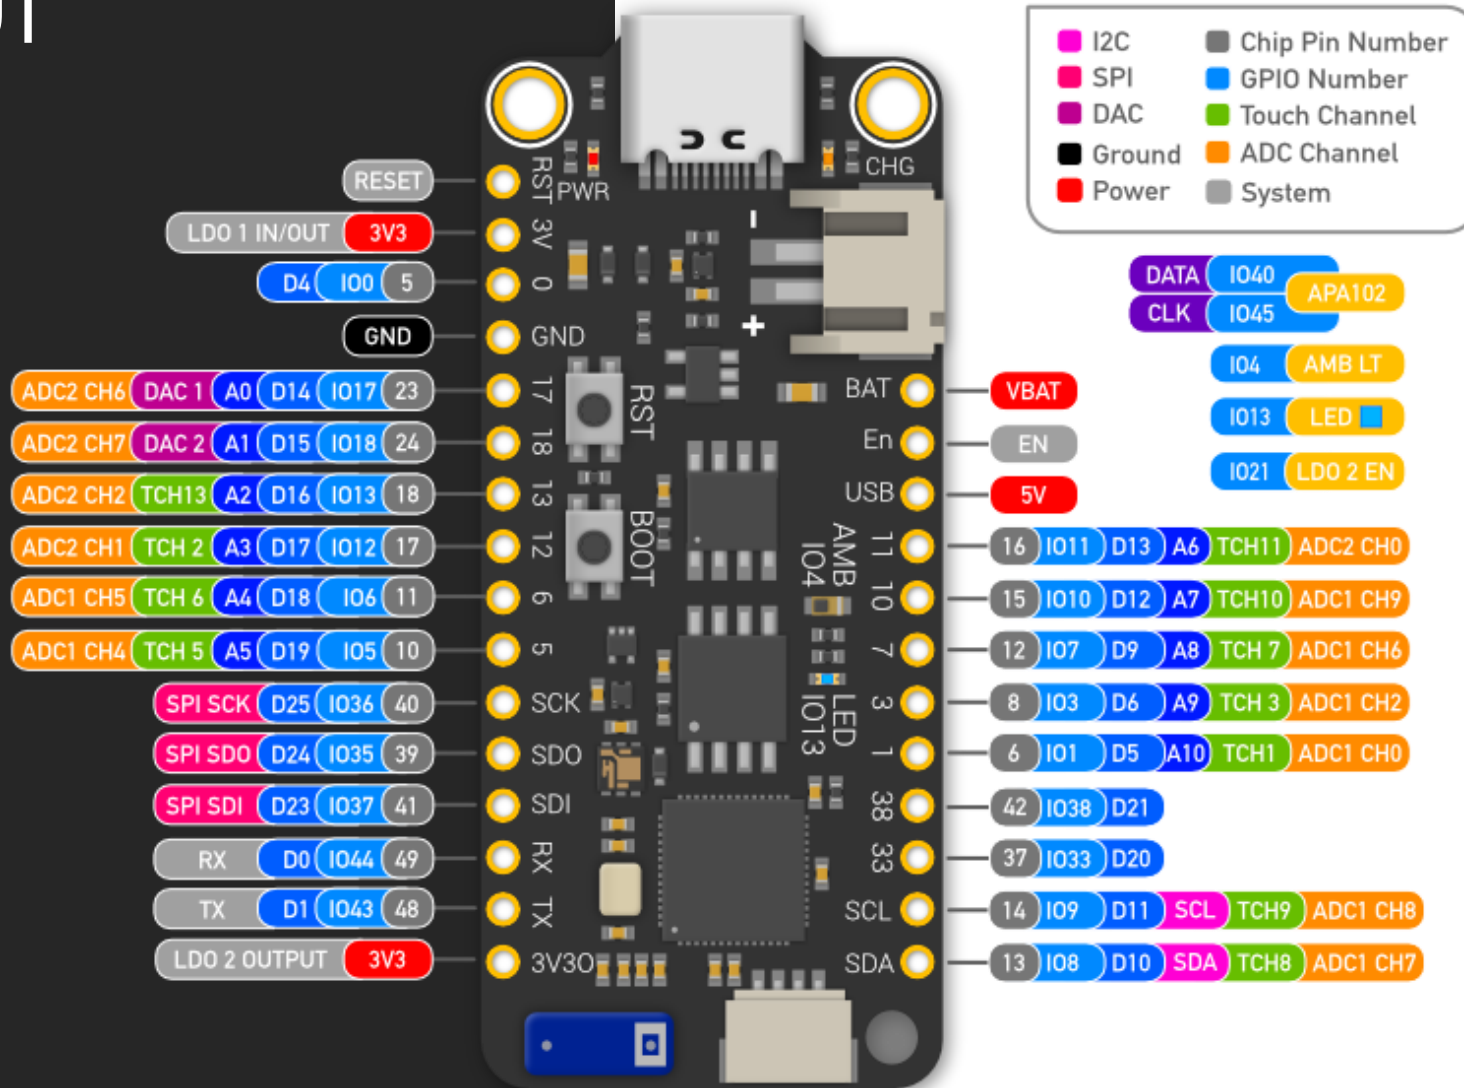 I2C
SPI
DAC
Ground
Power
Chip Pin Number
GPIO Number
Touch Channel
ADC Channel
System
RESET
LDO 1 IN/OUT 3V3
D4 IO0 5
GND
ADC2 CH6 DAC 1 A0 D14 IO17 23
ADC2 CH7 DAC 2 A1 D15 IO18 24
ADC2 CH2 TCH13 A2 D16 IO13 18
ADC2 CH1 TCH 2 A3 D17 IO12 17
ADC1 CH5 TCH 6 A4 D18 IO6 11
ADC1 CH4 TCH 5 A5 D19 IO5 10
SPI SCK D25 IO36 40
SPI SDO D24 IO35 39
SPI SDI D23 IO37 41
RX D0 IO44 49
TX D1 IO43 48
LDO 2 OUTPUT 3V3
RST
3V
0
GND
17
18
13
12
6
5
SCK
SDO
SDI
RX
TX
3V3O
PWR
CHG
-
+
RST
BOOT
AMB
IO4
LED
IO13
BAT
En
USB
11
10
7
3
1
38
33
SCL
SDA
DATA IO40
CLK IO45
APA102
IO4 AMB LT
IO13 LED
IO21 LDO 2 EN
VBAT
EN
5V
16 IO11 D13 A6 TCH11 ADC2 CH0
15 IO10 D12 A7 TCH10 ADC1 CH9
12 IO7 D9 A8 TCH 7 ADC1 CH6
8 IO3 D6 A9 TCH 3 ADC1 CH2
6 IO1 D5 A10 TCH1 ADC1 CH0
42 IO38 D21
37 IO33 D20
14 IO9 D11 SCL TCH9 ADC1 CH8
13 IO8 D10 SDA TCH8 ADC1 CH7